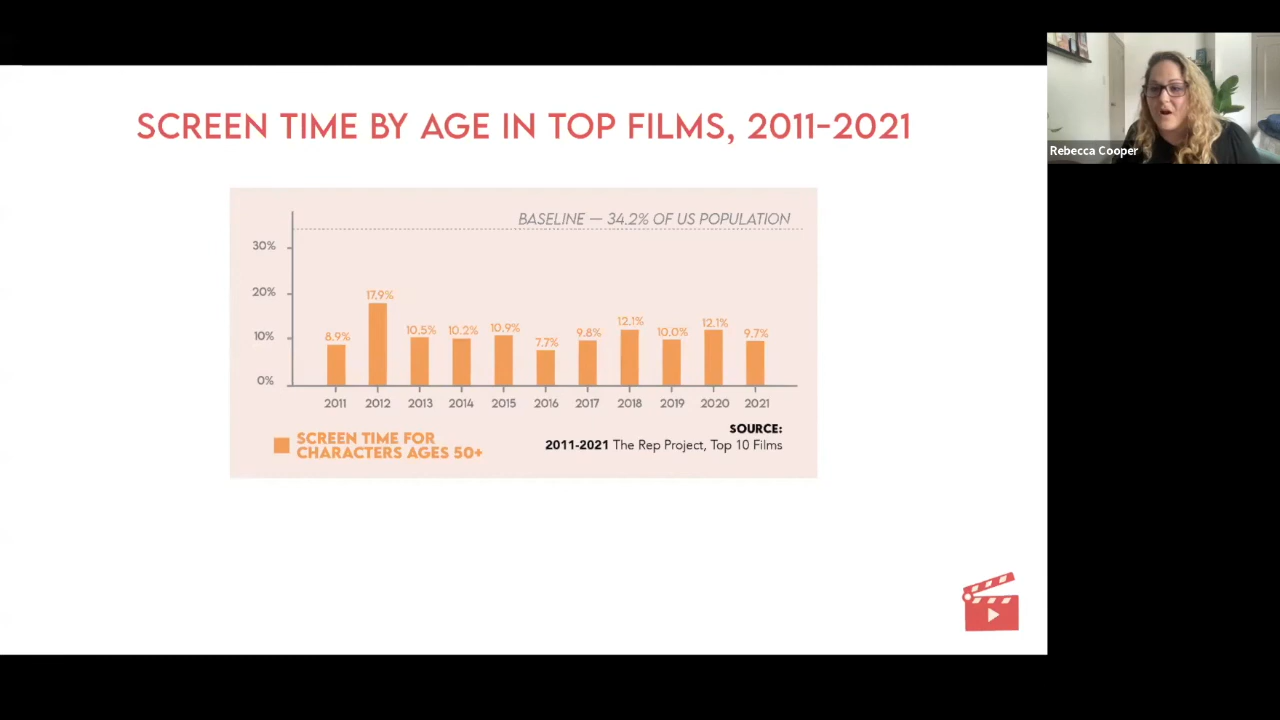 SCREEN TIME BY AGE IN TOP FILMS, 2011-2021
Rebecca Cooper
BASELINE — 34.2% OF US POPULATION
30%
20%
10%
0%
8.9%
17.9%
10.5%
10.2%
10.9%
7.7%
9.8%
12.1%
10.0%
12.1%
9.7%
2011 2012 2013 2014 2015 2016 2017 2018 2019 2020 2021
SCREEN TIME FOR
CHARACTERS AGES 50+
SOURCE:
2011-2021 The Rep Project, Top 10 Films